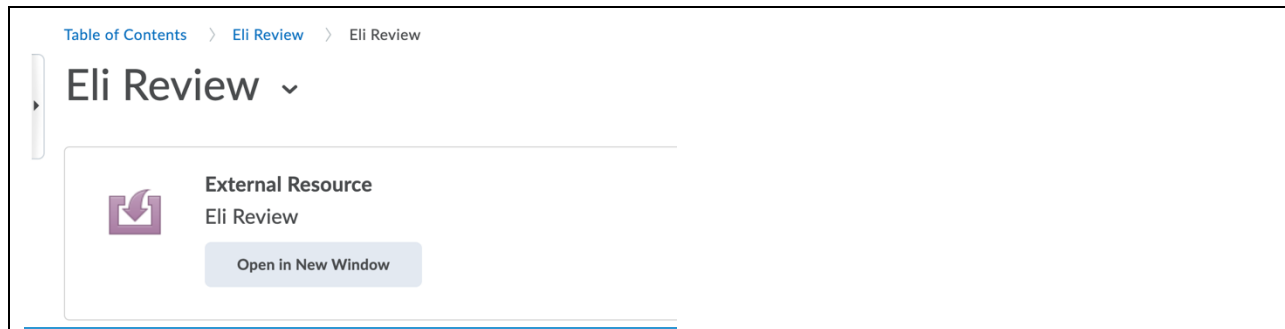 Table of Contents > Eli Review > Eli Review
Eli Review
External Resource
Eli Review
Open in New Window